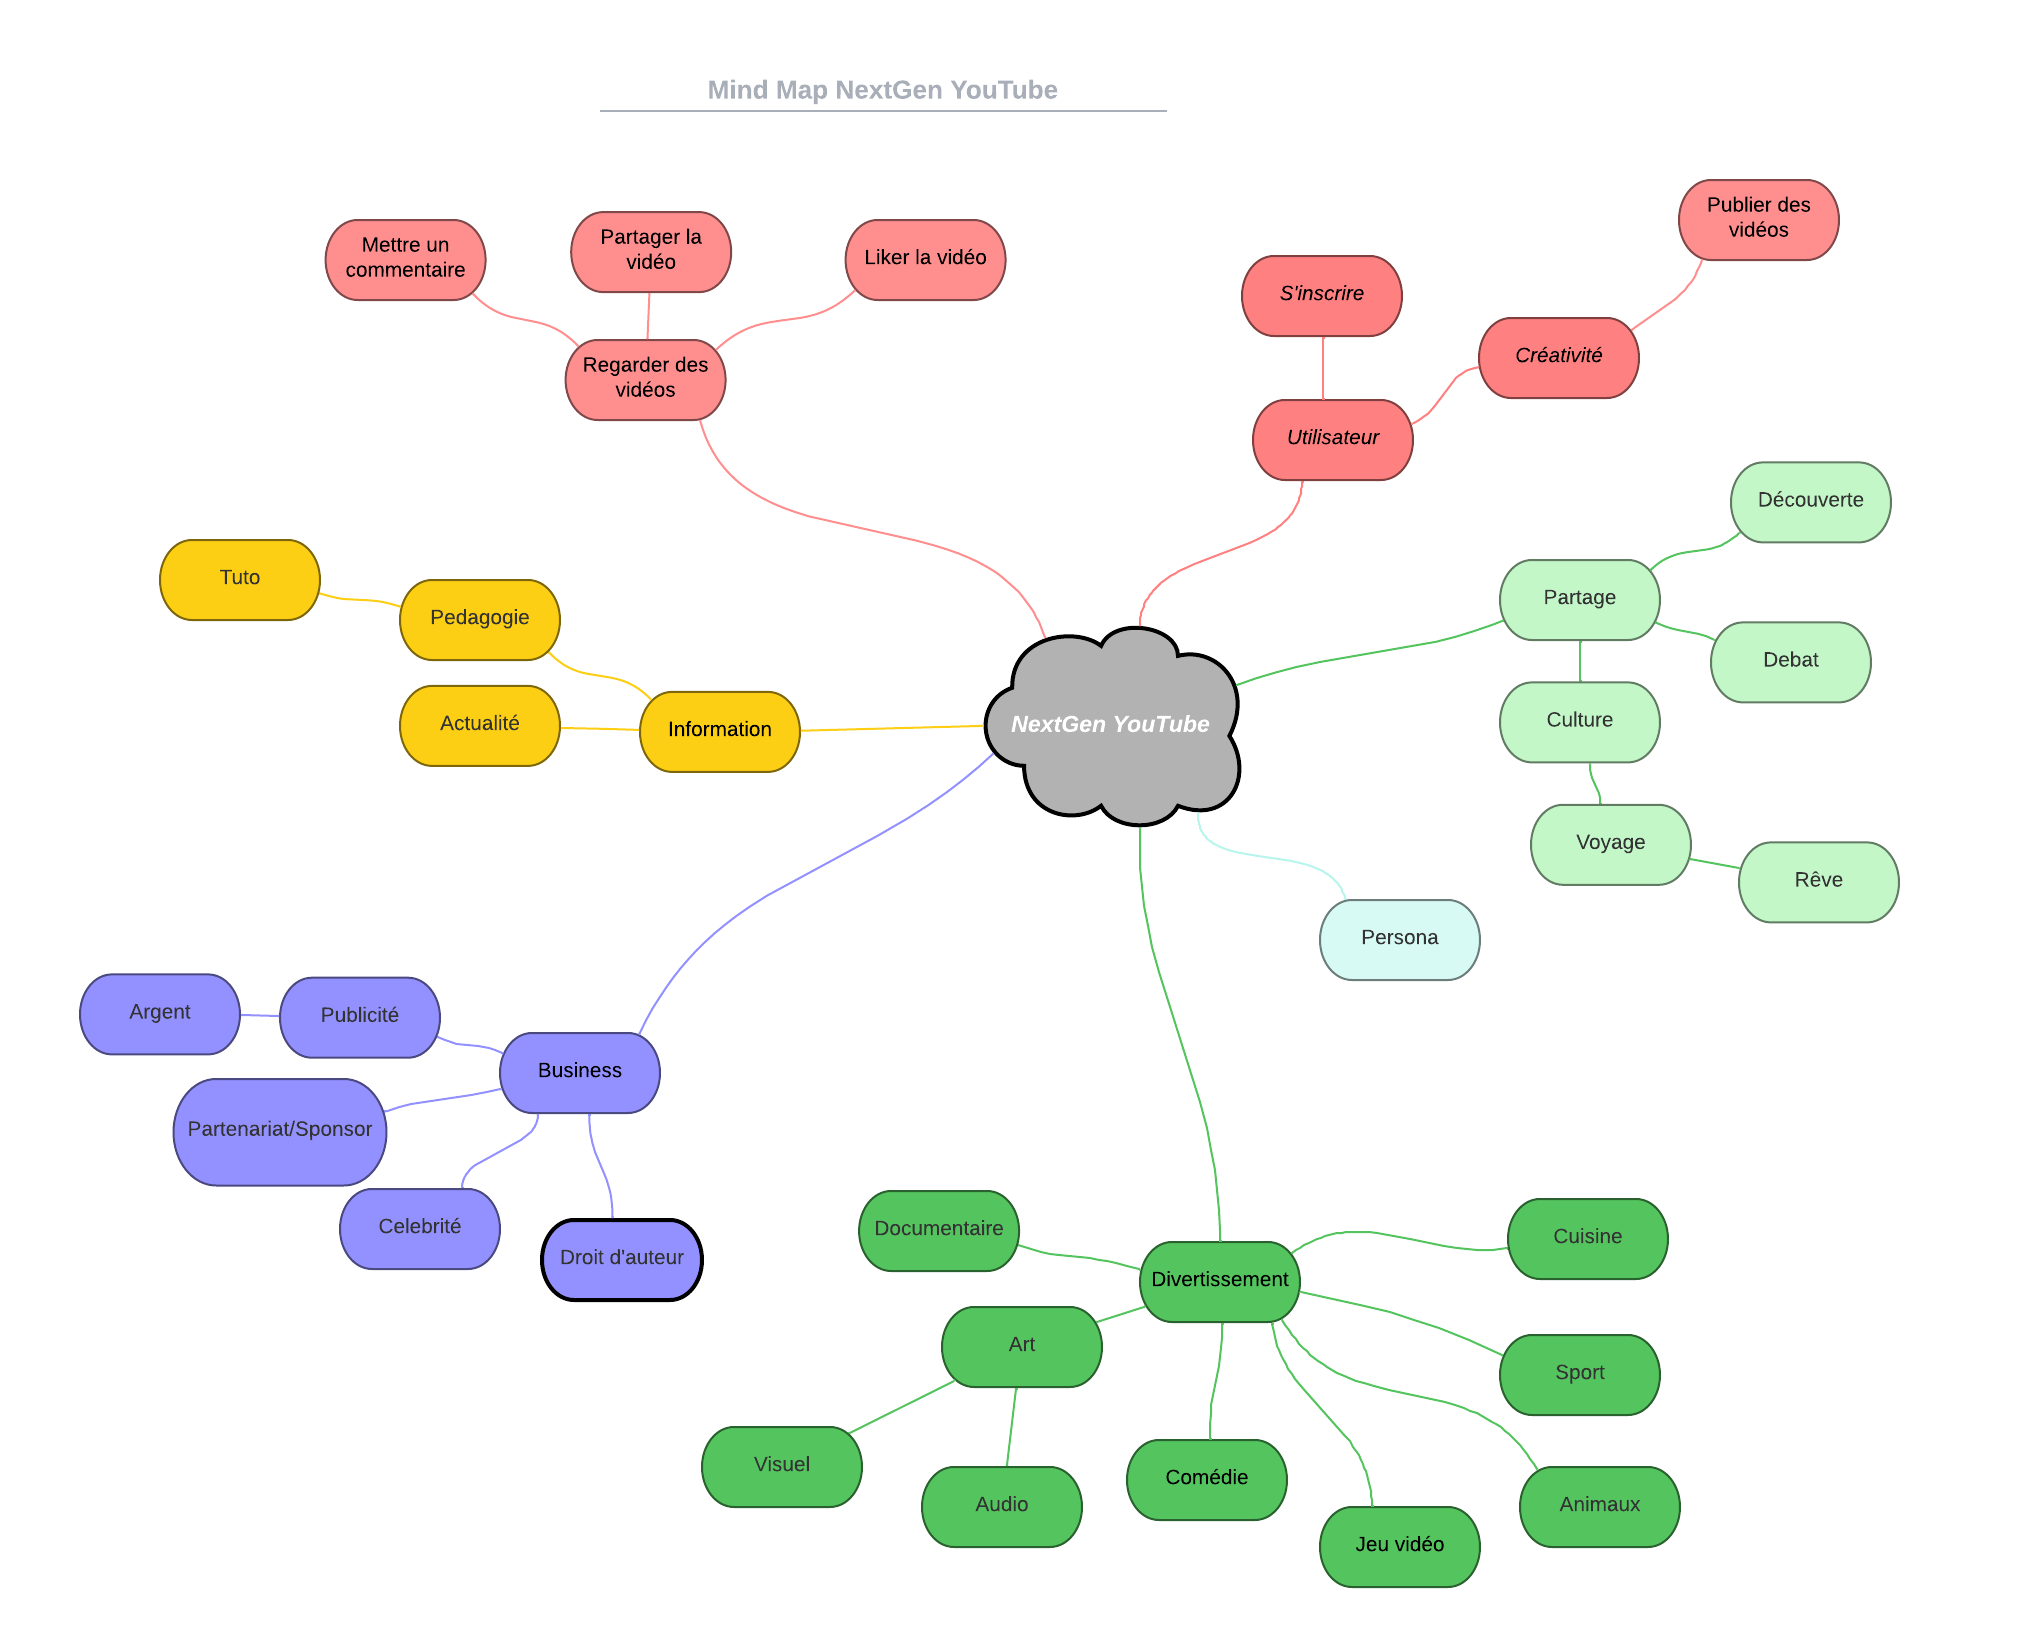 Mind Map NextGen YouTube
Mettre un
commentaire
Partager la
vidéo
Liker la vidéo
Regarder des
vidéos
S'inscrire
Publier des
vidéos
Créativité
Utilisateur
Découverte
Partage
Debat
Culture
Voyage
Rêve
Tuto
Pedagogie
Actualité
Information
NextGen YouTube
Persona
Argent
Publicité
Business
Partenariat/Sponsor
Celebrité
Droit d'auteur
Documentaire
Divertissement
Cuisine
Art
Sport
Visuel
Audio
Comédie
Jeu vidéo
Animaux